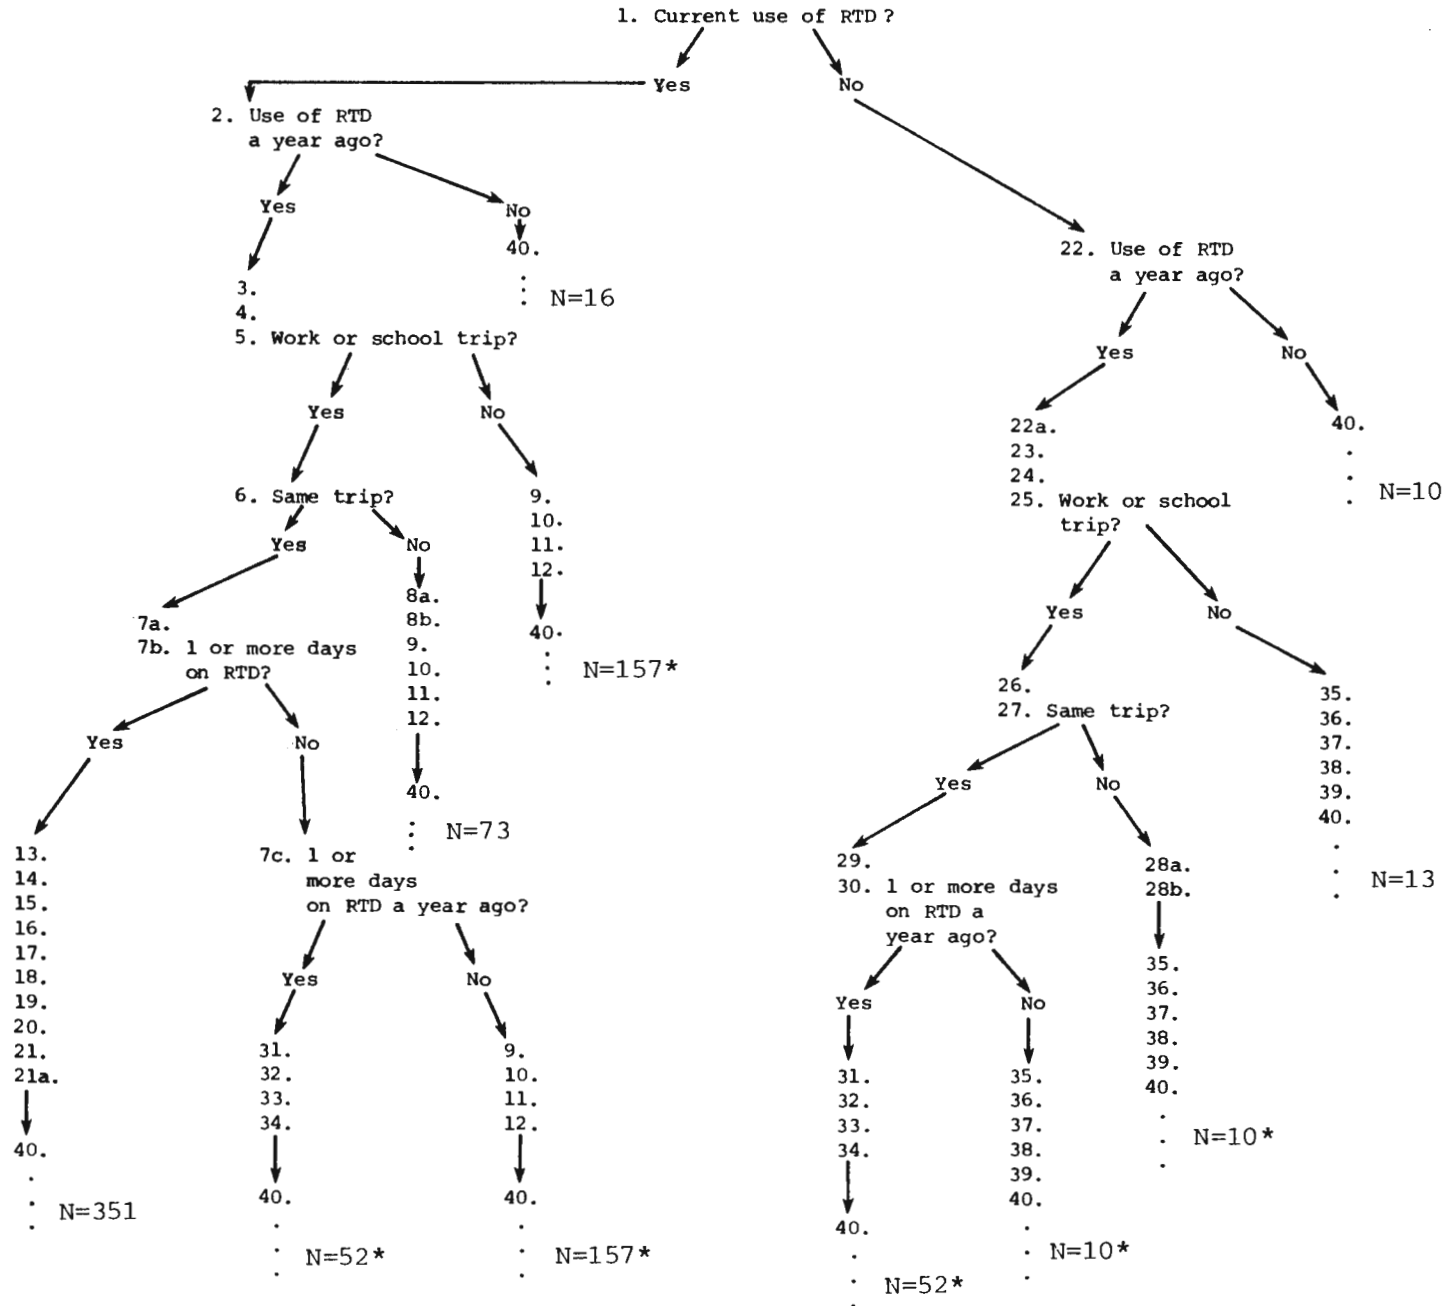 1. Current use of RTD?
Yes
No
2. Use of RTD
a year ago?
Yes
No
40.
N=16
3.
4.
5. Work or school trip?
Yes
No
6. Same trip?
Yes
No
9.
10.
11.
12.
40.
N=157*
8a.
8b.
9.
10.
11.
12.
40.
N=73
7a.
7b. 1 or more days
on RTD?
Yes
No
13.
14.
15.
16.
17.
18.
19.
20.
21.
21a.
40.
N=351
7c. 1 or
more days
on RTD a year ago?
Yes
No
31.
32.
33.
34.
40.
N=52*
9.
10.
11.
12.
40.
N=157*
22. Use of RTD
a year ago?
Yes
No
40.
N=10
22a.
23.
24.
25. Work or school
trip?
Yes
No
26.
27. Same trip?
Yes
No
35.
36.
37.
38.
39.
40.
N=13
29.
30. 1 or more days
on RTD a
year ago?
Yes
No
28a.
28b.
35.
36.
37.
38.
39.
40.
N=10*
31.
32.
33.
34.
40.
N=52*
35.
36.
37.
38.
39.
40.
N=10*